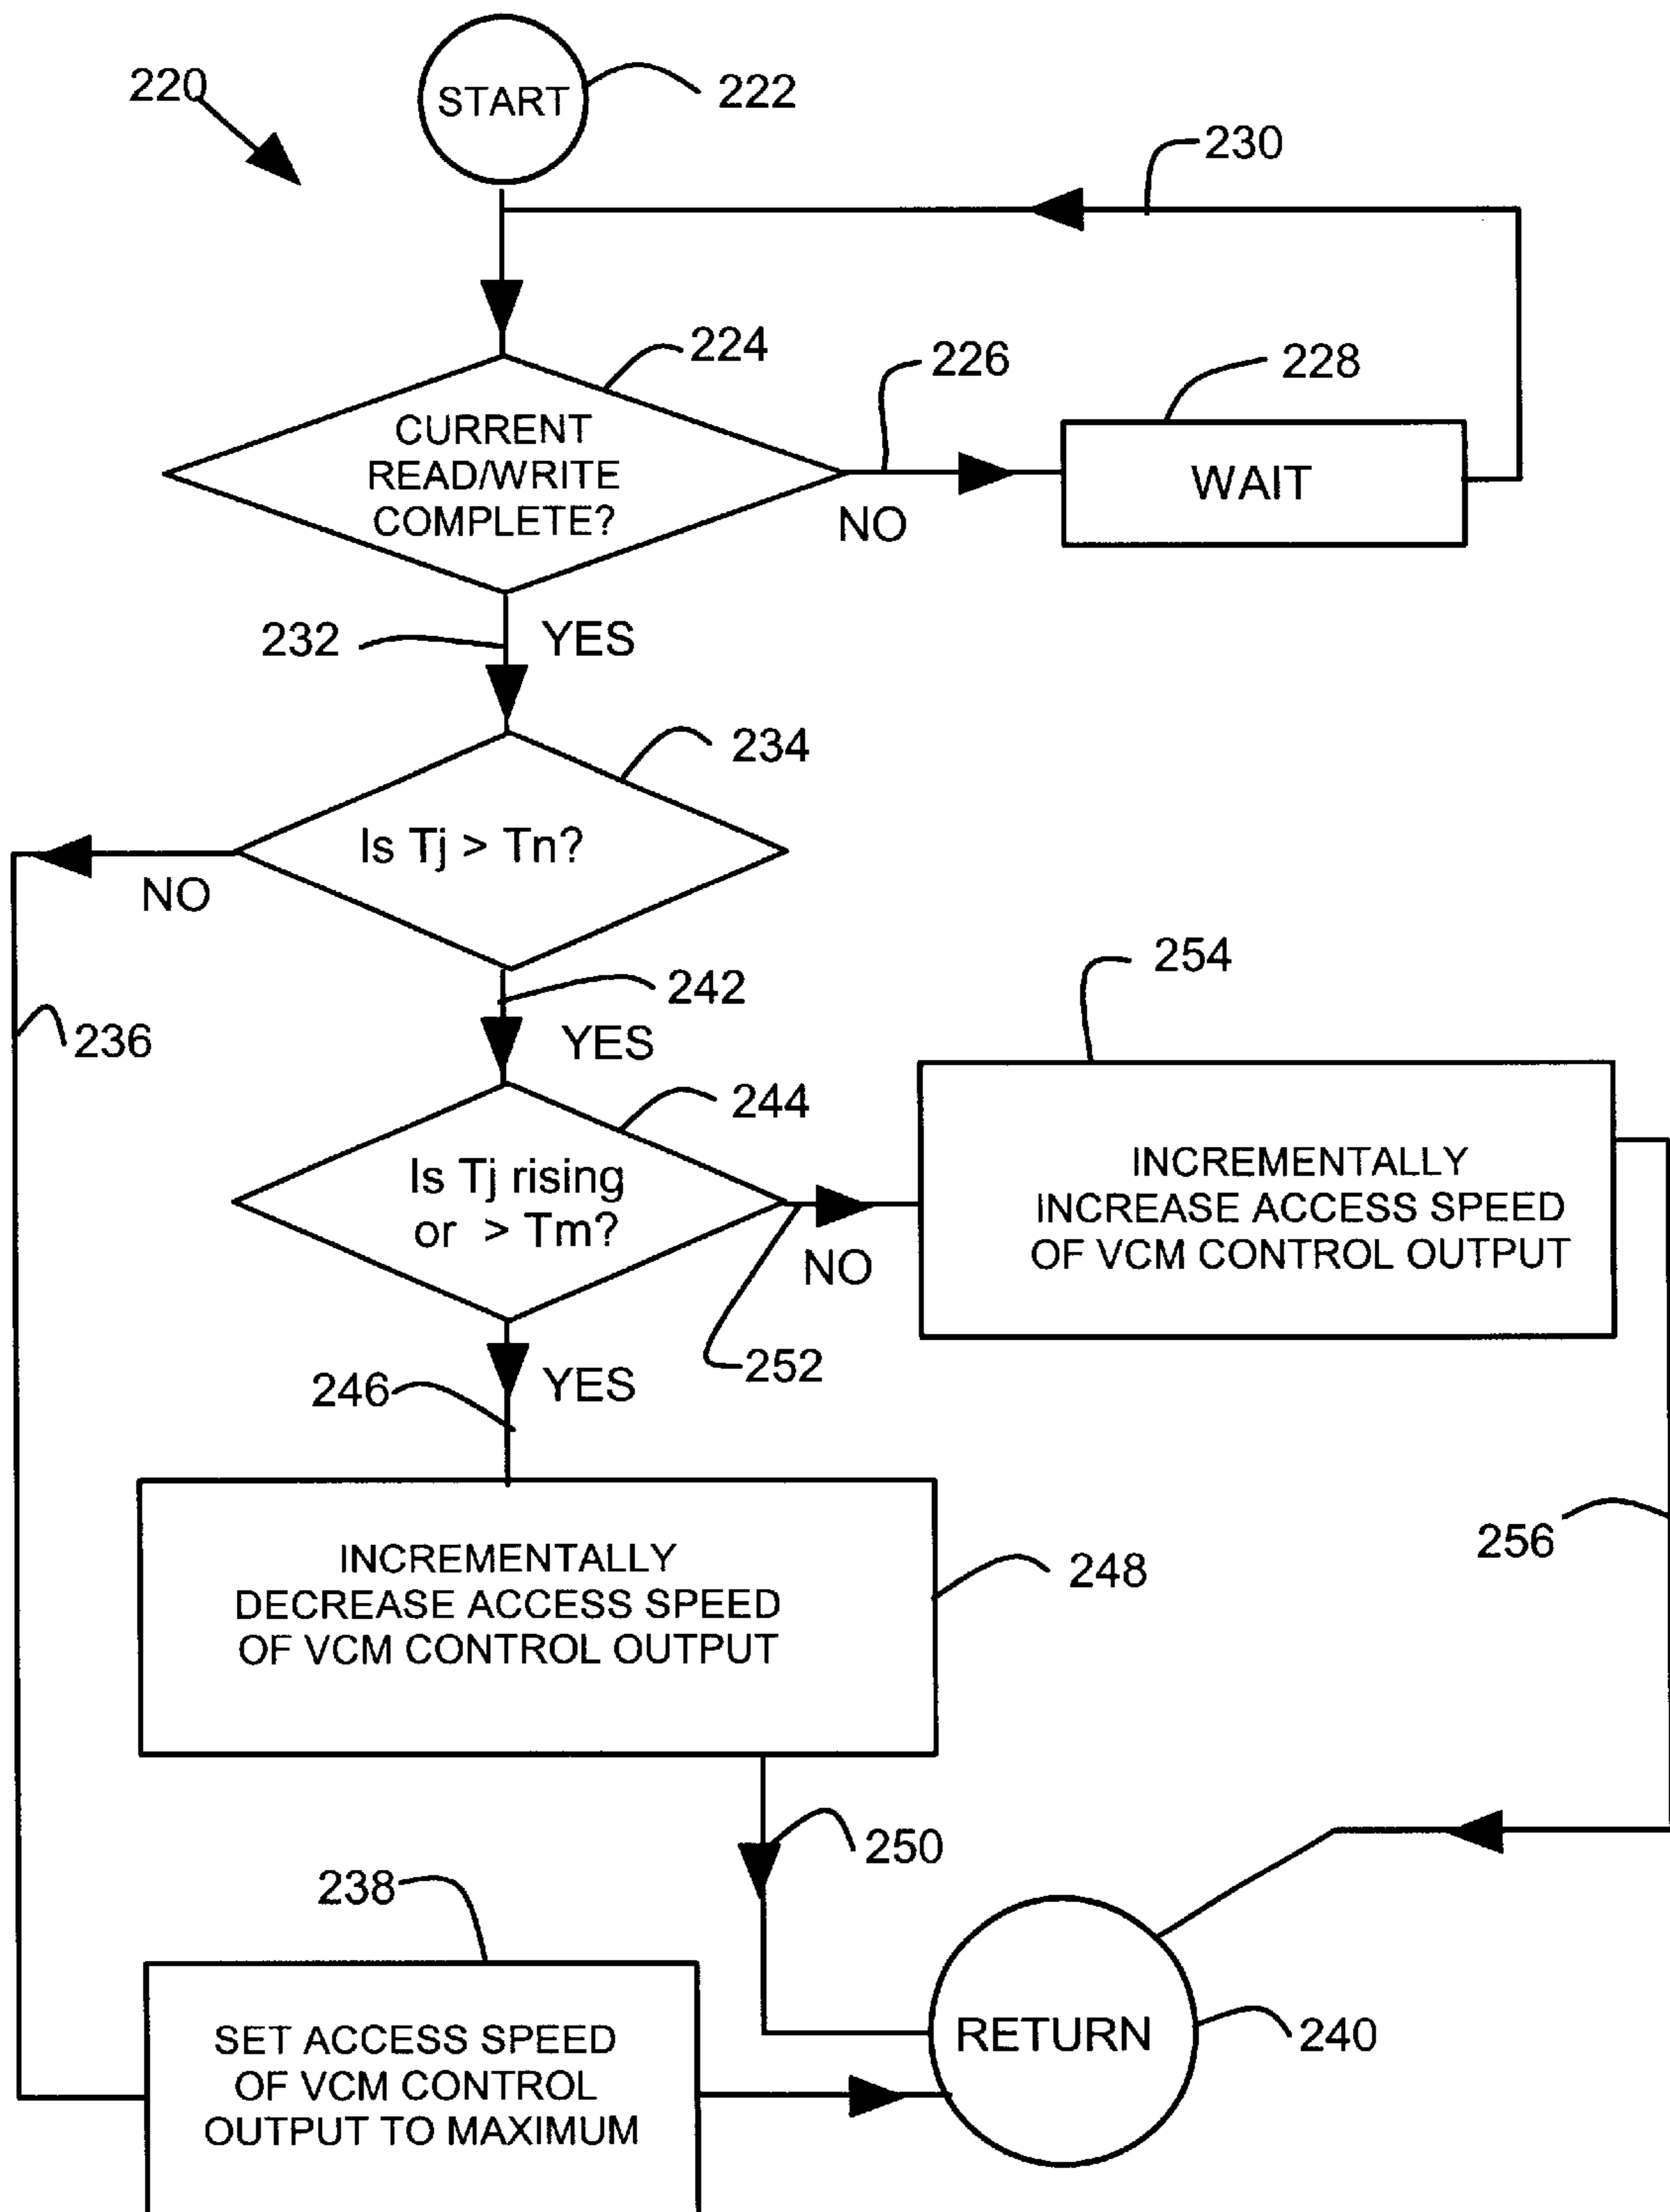 220
START
222
230
224
CURRENT
READ/WRITE
COMPLETE?
226
NO
228
WAIT
232
YES
234
Is Tj > Tn?
NO
236
242
YES
244
Is Tj rising
or > Tm?
252
NO
254
INCREMENTALLY
INCREASE ACCESS SPEED
OF VCM CONTROL OUTPUT
256
246
YES
INCREMENTALLY
DECREASE ACCESS SPEED
OF VCM CONTROL OUTPUT
248
250
238
SET ACCESS SPEED
OF VCM CONTROL
OUTPUT TO MAXIMUM
RETURN
240